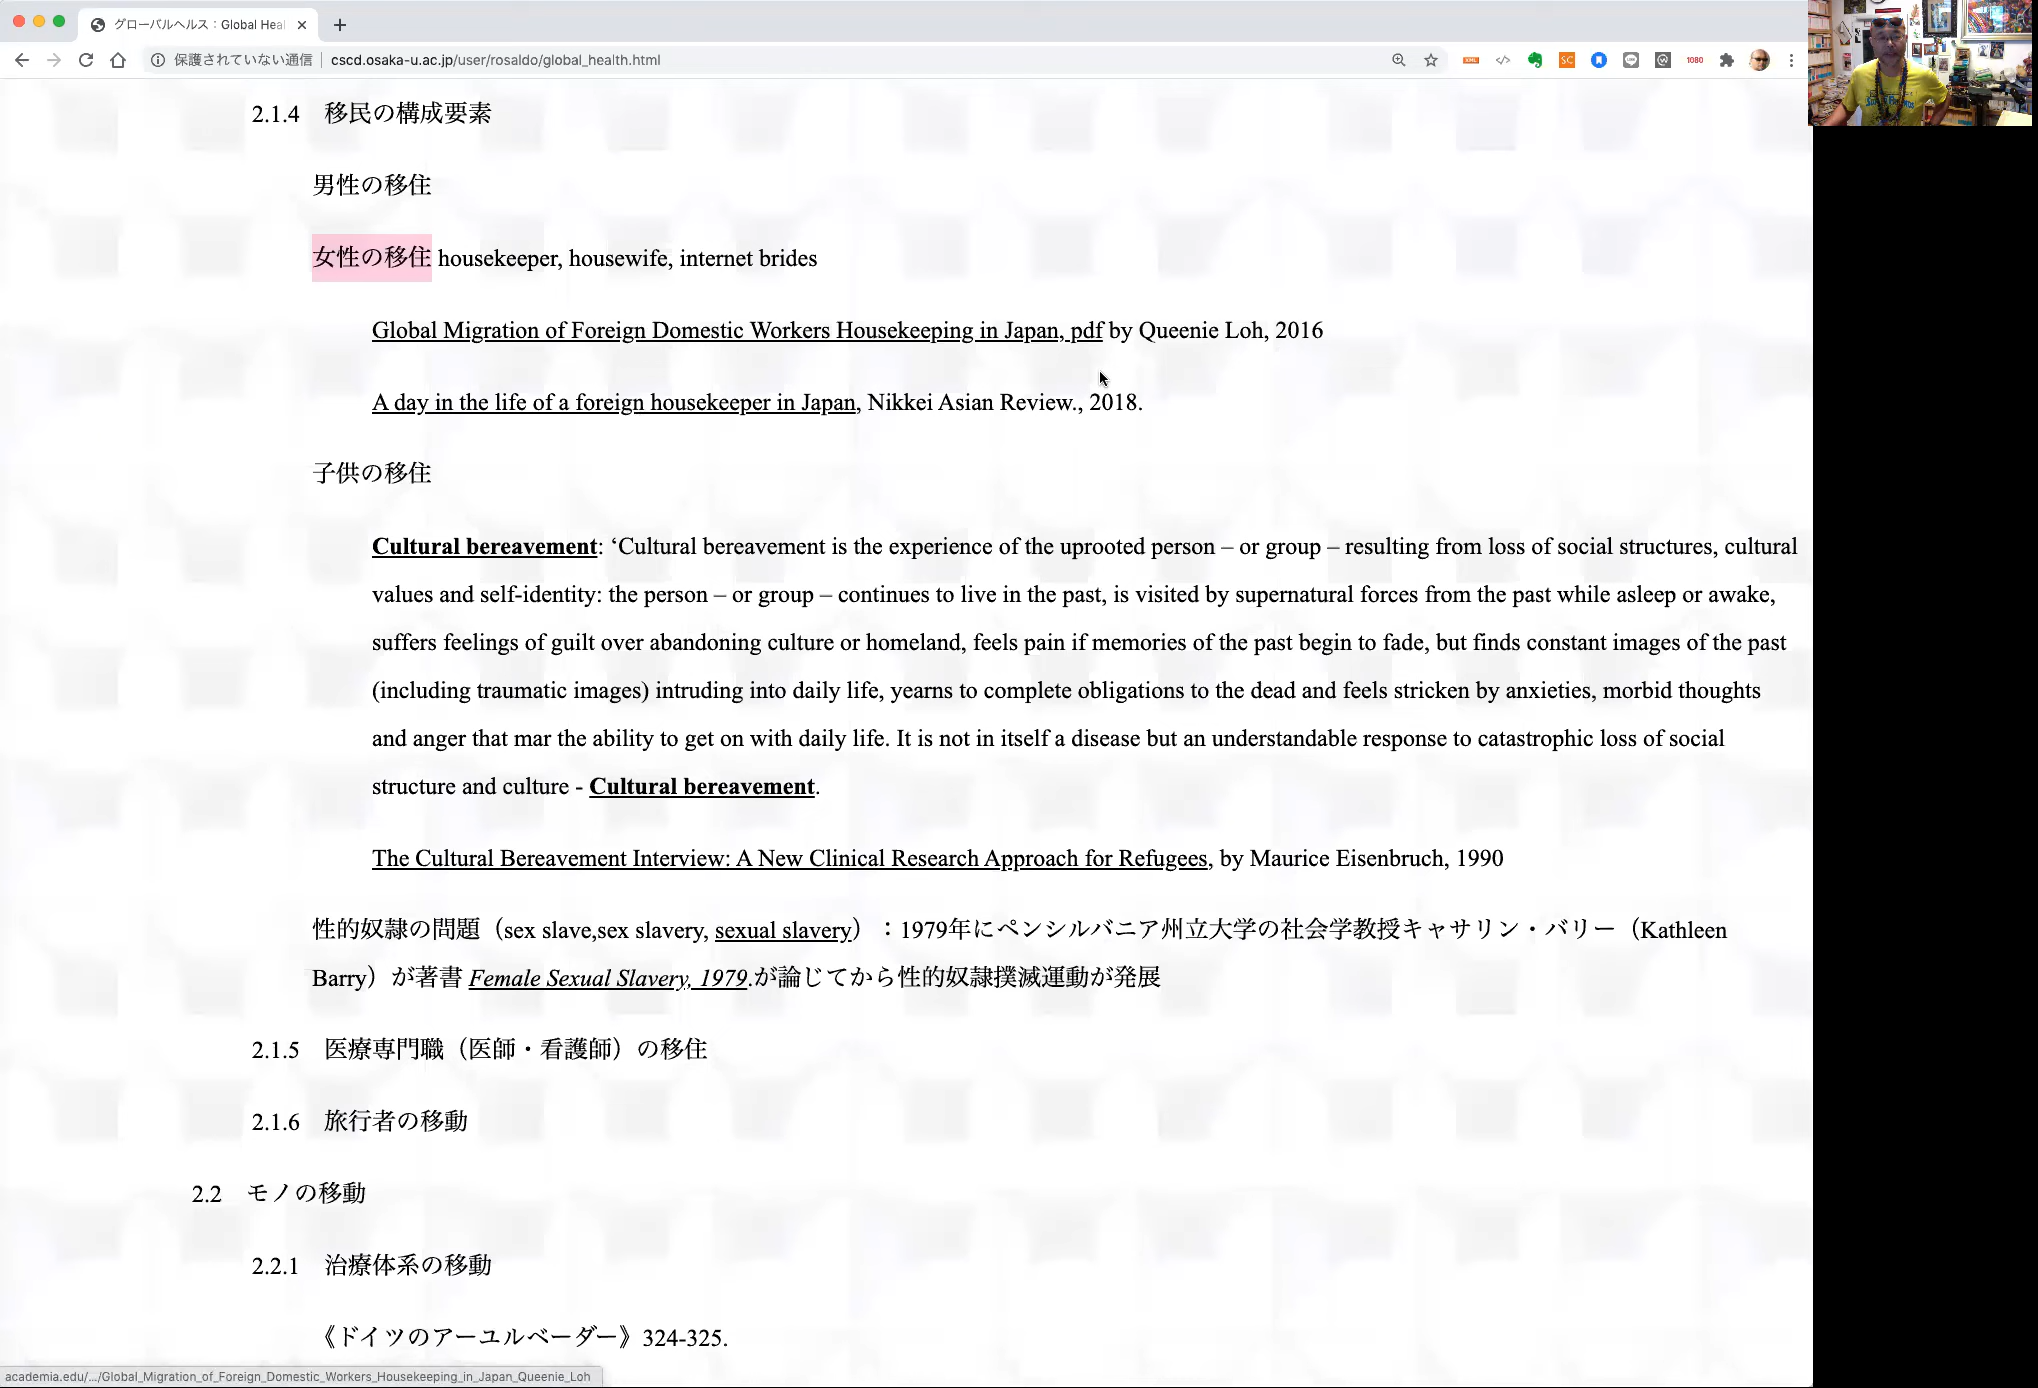 グローバルヘルス：Global Hea
保護されていない通信 | cscd.osaka-u.ac.jp/user/rosaldo/global_health.html
SC
1080
2.1.4 移民の構成要素
男性の移住
女性の移住 housekeeper, housewife, internet brides
Global Migration of Foreign Domestic Workers Housekeeping in Japan, pdf by Queenie Loh, 2016
A day in the life of a foreign housekeeper in Japan, Nikkei Asian Review., 2018.
子供の移住
Cultural bereavement: ‘Cultural bereavement is the experience of the uprooted person – or group – resulting from loss of social structures, cultural
values and self-identity: the person – or group – continues to live in the past, is visited by supernatural forces from the past while asleep or awake,
suffers feelings of guilt over abandoning culture or homeland, feels pain if memories of the past begin to fade, but finds constant images of the past
(including traumatic images) intruding into daily life, yearns to complete obligations to the dead and feels stricken by anxieties, morbid thoughts
and anger that mar the ability to get on with daily life. It is not in itself a disease but an understandable response to catastrophic loss of social
structure and culture - Cultural bereavement.
The Cultural Bereavement Interview: A New Clinical Research Approach for Refugees, by Maurice Eisenbruch, 1990
性的奴隷の問題（sex slave,sex slavery, sexual slavery）：1979年にペンシルバニア州立大学の社会学教授キャサリン・バリー（Kathleen
Barry）が著書 Female Sexual Slavery, 1979.が論じてから性的奴隷撲滅運動が発展
2.1.5 医療専門職（医師・看護師）の移住
2.1.6 旅行者の移動
2.2 モノの移動
2.2.1 治療体系の移動
《ドイツのアーユルベーダー》324-325.
academia.edu/.../Global_Migration_of_Foreign_Domestic_Workers_Housekeeping_in_Japan_Queenie_Loh